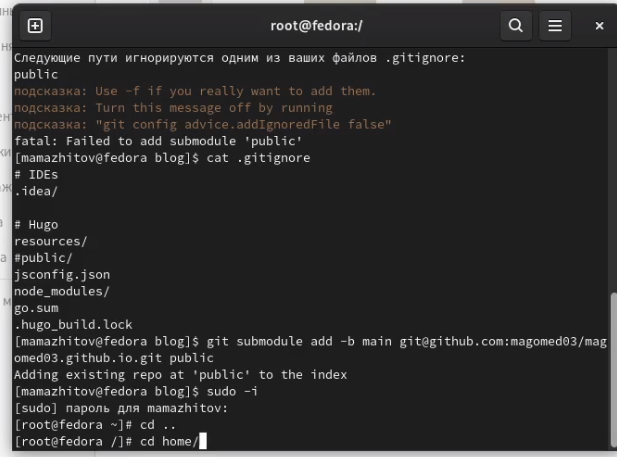 root@fedora:/
Следующие пути игнорируются одним из ваших файлов .gitignore:
public
подсказка: Use -f if you really want to add them.
подсказка: Turn this message off by running
подсказка: "git config advice.addIgnoredFile false"
fatal: Failed to add submodule 'public'
[mamazhitov@fedora blog]$ cat .gitignore
# IDEs
.idea/
# Hugo
resources/
#public/
jsconfig.json
node_modules/
go.sum
.hugo_build.lock
[mamazhitov@fedora blog]$ git submodule add -b main git@github.com:magomed03/mag
omed03.github.io.git public
Adding existing repo at 'public' to the index
[mamazhitov@fedora blog]$ sudo -i
[sudo] пароль для mamazhitov:
[root@fedora ~]# cd ..
[root@fedora /]# cd home/